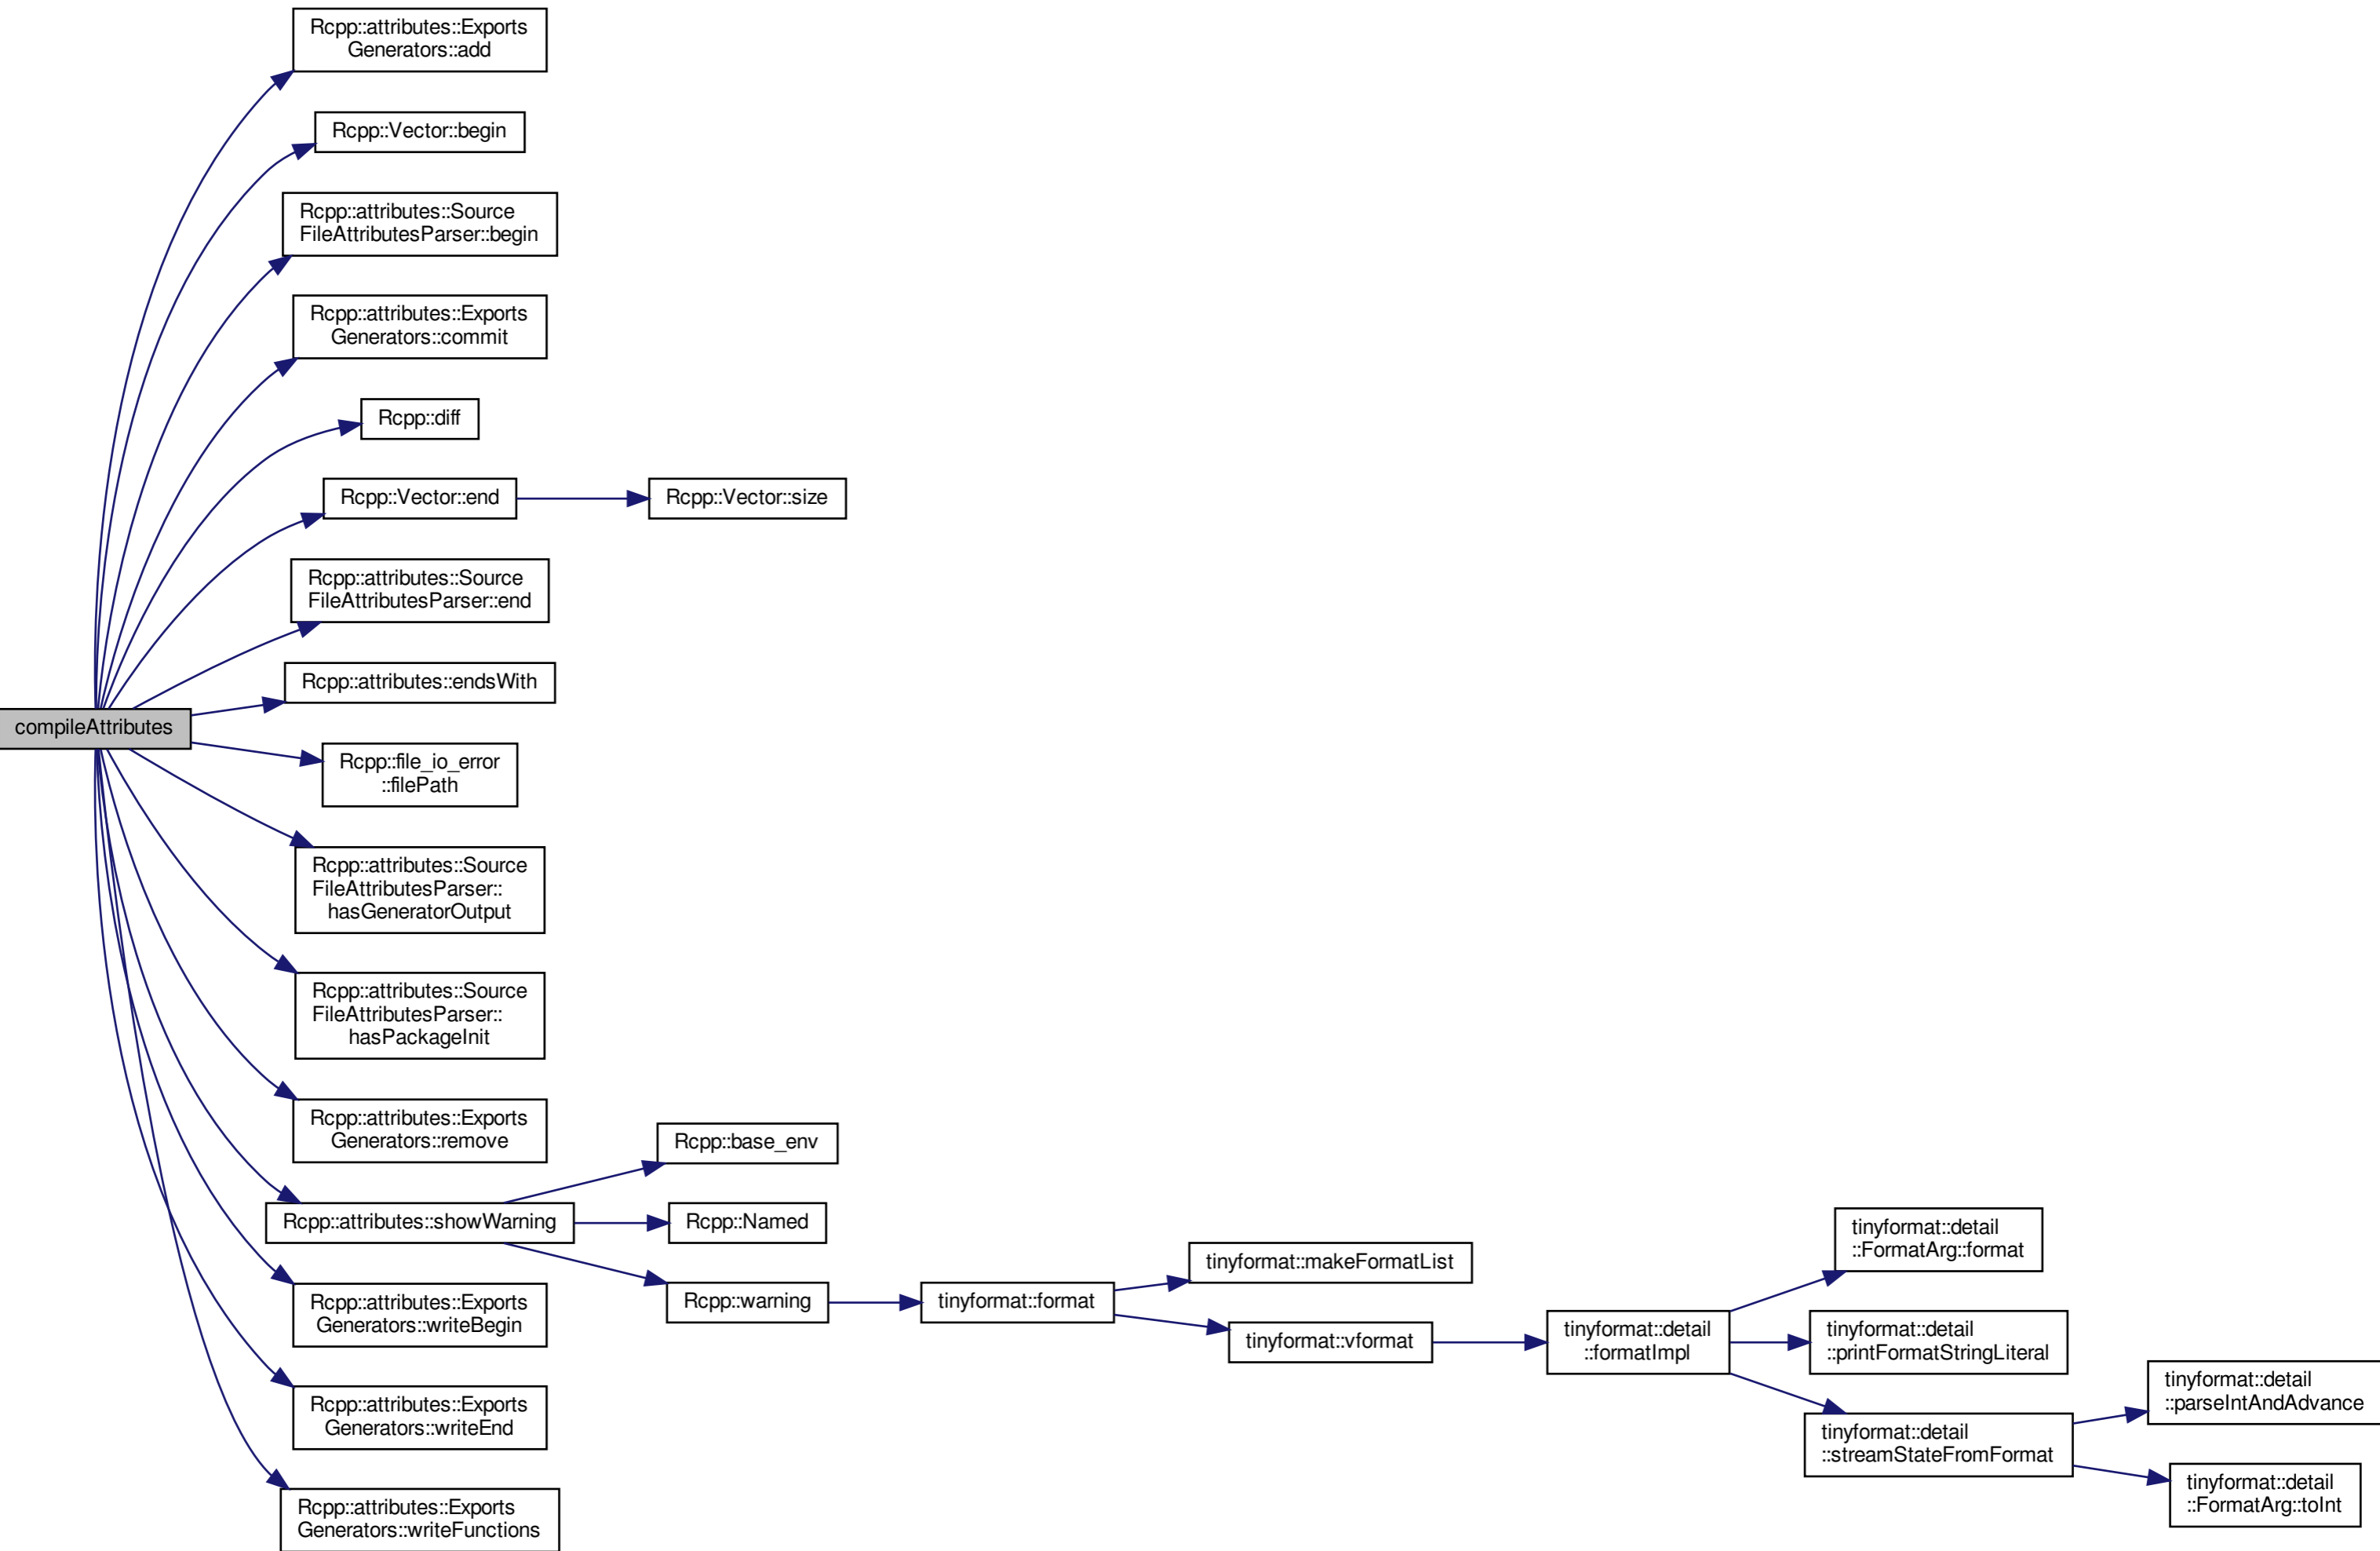 Rcpp::attributes::Exports
Generators::add
Rcpp::Vector::begin
Rcpp::attributes::Source
FileAttributesParser::begin
Rcpp::attributes::Exports
Generators::commit
Rcpp::diff
Rcpp::Vector::end
Rcpp::Vector::size
Rcpp::attributes::Source
FileAttributesParser::end
Rcpp::attributes::endsWith
compileAttributes
Rcpp::file_io_error
::filePath
Rcpp::attributes::Source
FileAttributesParser::
hasGeneratorOutput
Rcpp::attributes::Source
FileAttributesParser::
hasPackageInit
Rcpp::attributes::Exports
Generators::remove
Rcpp::attributes::showWarning
Rcpp::base_env
Rcpp::Named
Rcpp::warning
tinyformat::format
tinyformat::makeFormatList
tinyformat::vformat
tinyformat::detail
::formatImpl
tinyformat::detail
::FormatArg::format
tinyformat::detail
::printFormatStringLiteral
tinyformat::detail
::streamStateFromFormat
tinyformat::detail
::parseIntAndAdvance
tinyformat::detail
::FormatArg::toInt
Rcpp::attributes::Exports
Generators::writeBegin
Rcpp::attributes::Exports
Generators::writeEnd
Rcpp::attributes::Exports
Generators::writeFunctions